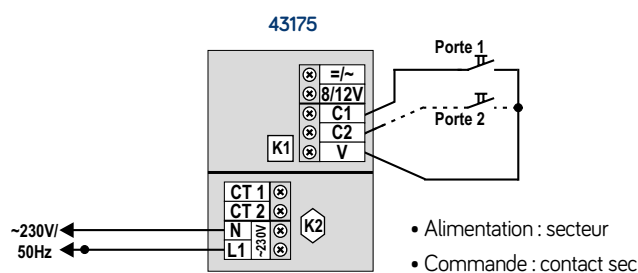 43175
Porte 1
=/~
8/12V
C1
C2
Porte 2
K1
V
CT 1
CT 2
K2
~230V/
N
~230V
50Hz
L1
• Alimentation : secteur
• Commande : contact sec